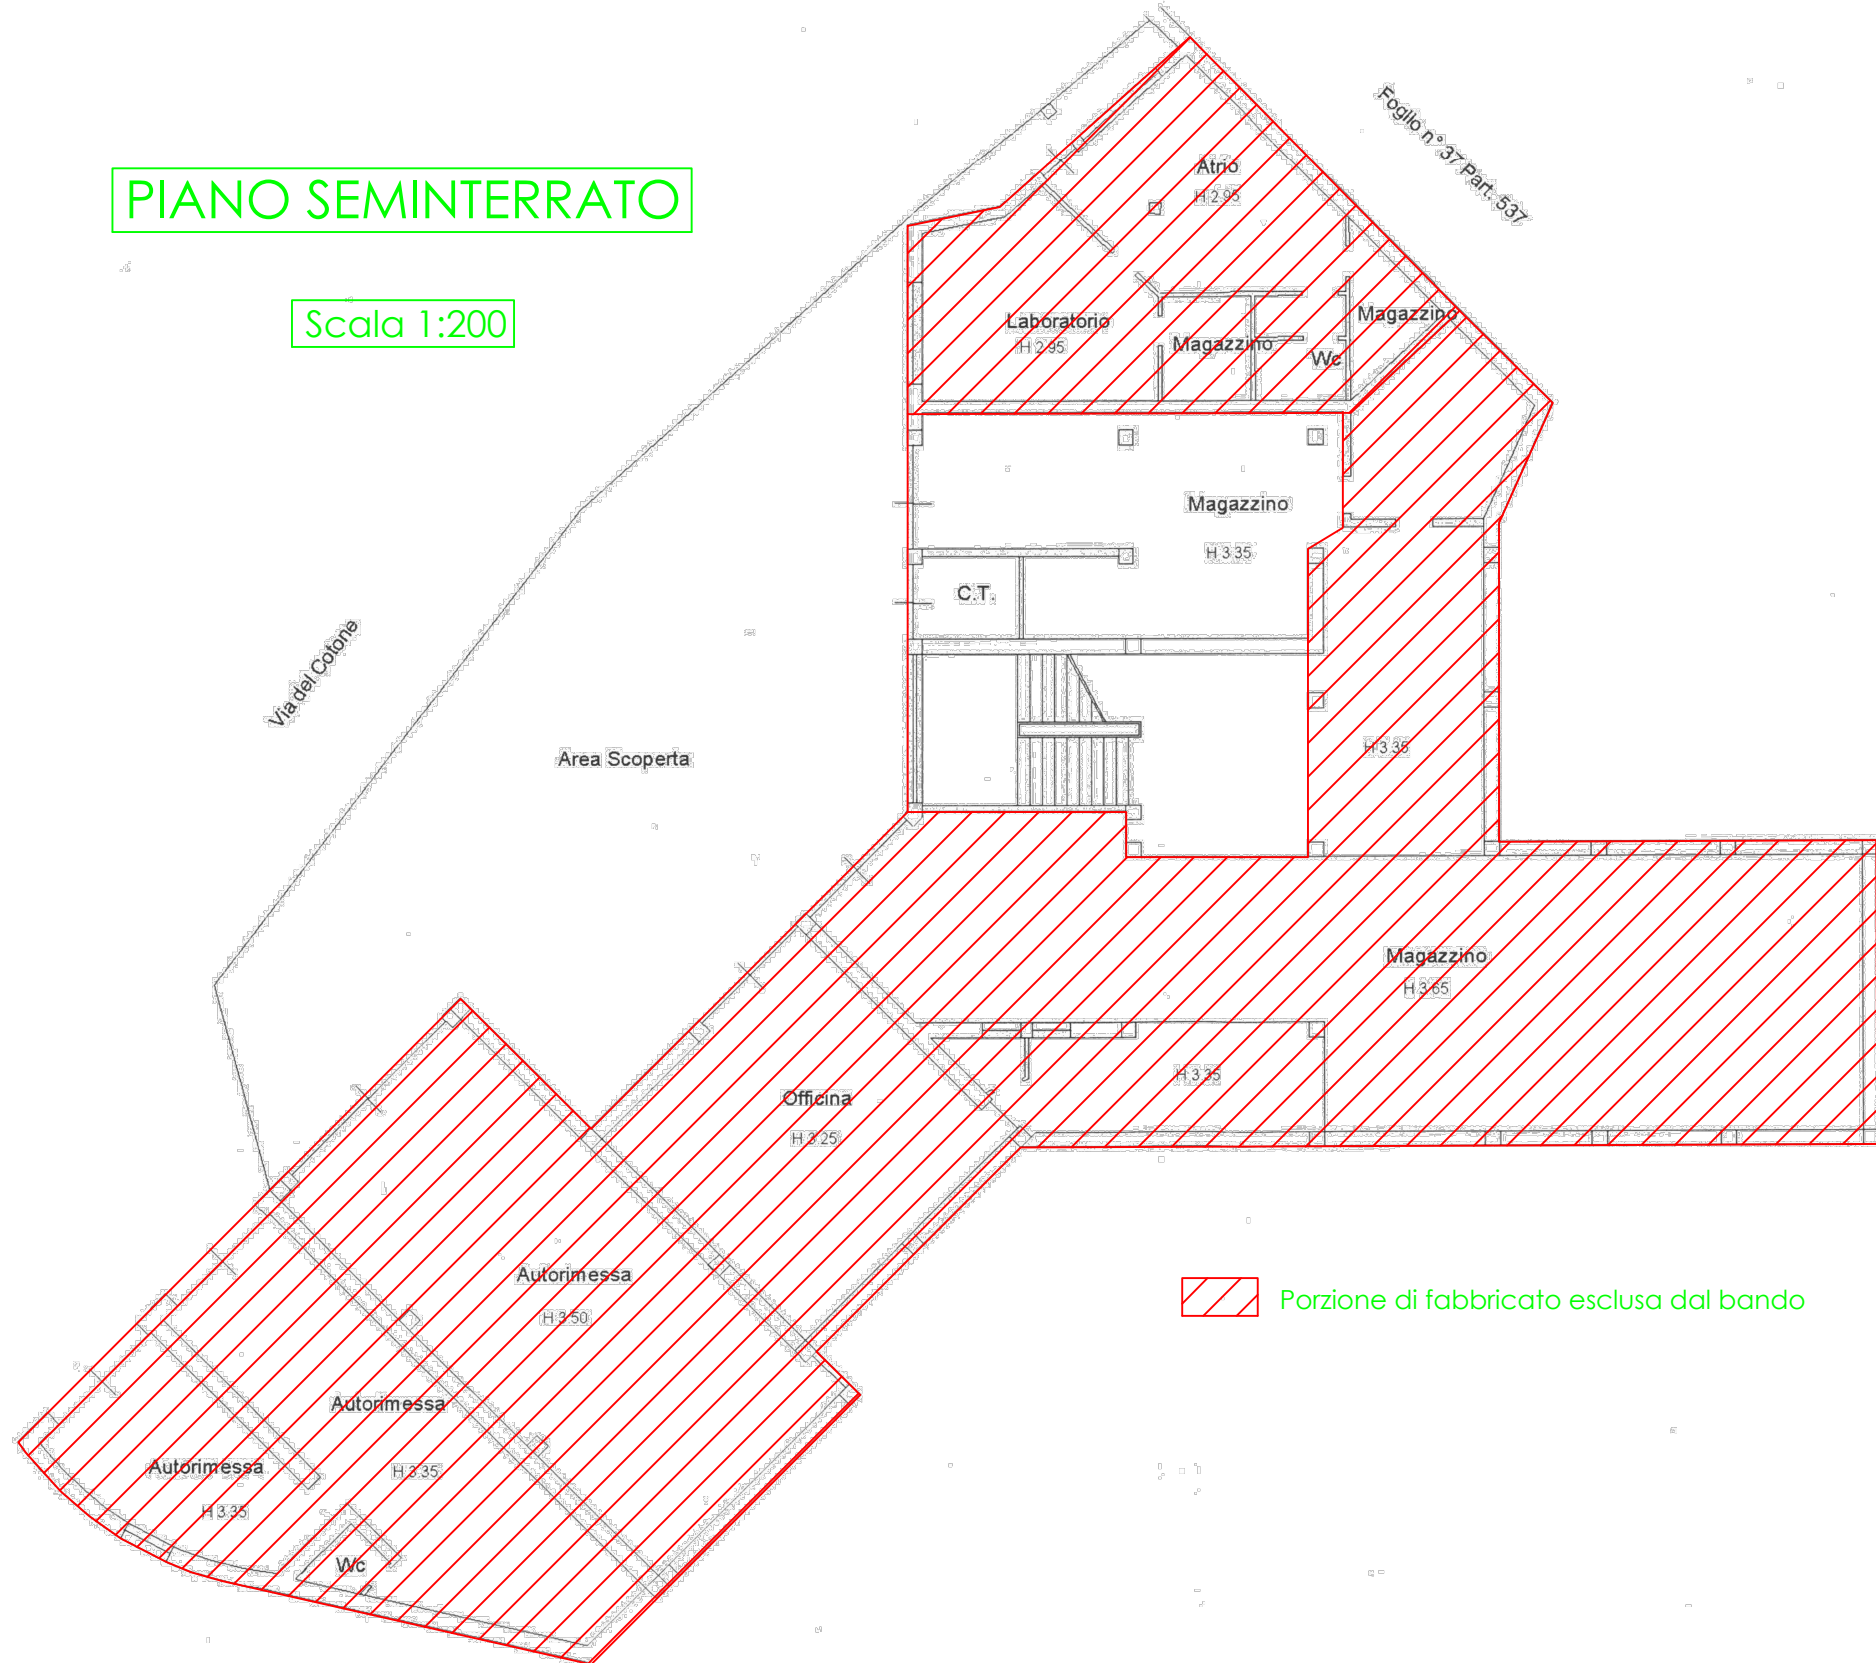 Foglio n° 37 Part. 537
PIANO SEMINTERRATO
Atrio
H 2.95
Scala 1:200
Laboratorio
H 2.95
Magazzino
Magazzino
Wc
Magazzino
H 3.35
C.T.
Via del Cotone
Area Scoperta
H 3.35
Magazzino
H 3.65
Officina
H 3.25
H 3.35
Autorimessa
H 3.50
Porzione di fabbricato esclusa dal bando
Autorimessa
H 3.35
Autorimessa
H 3.35
Wc